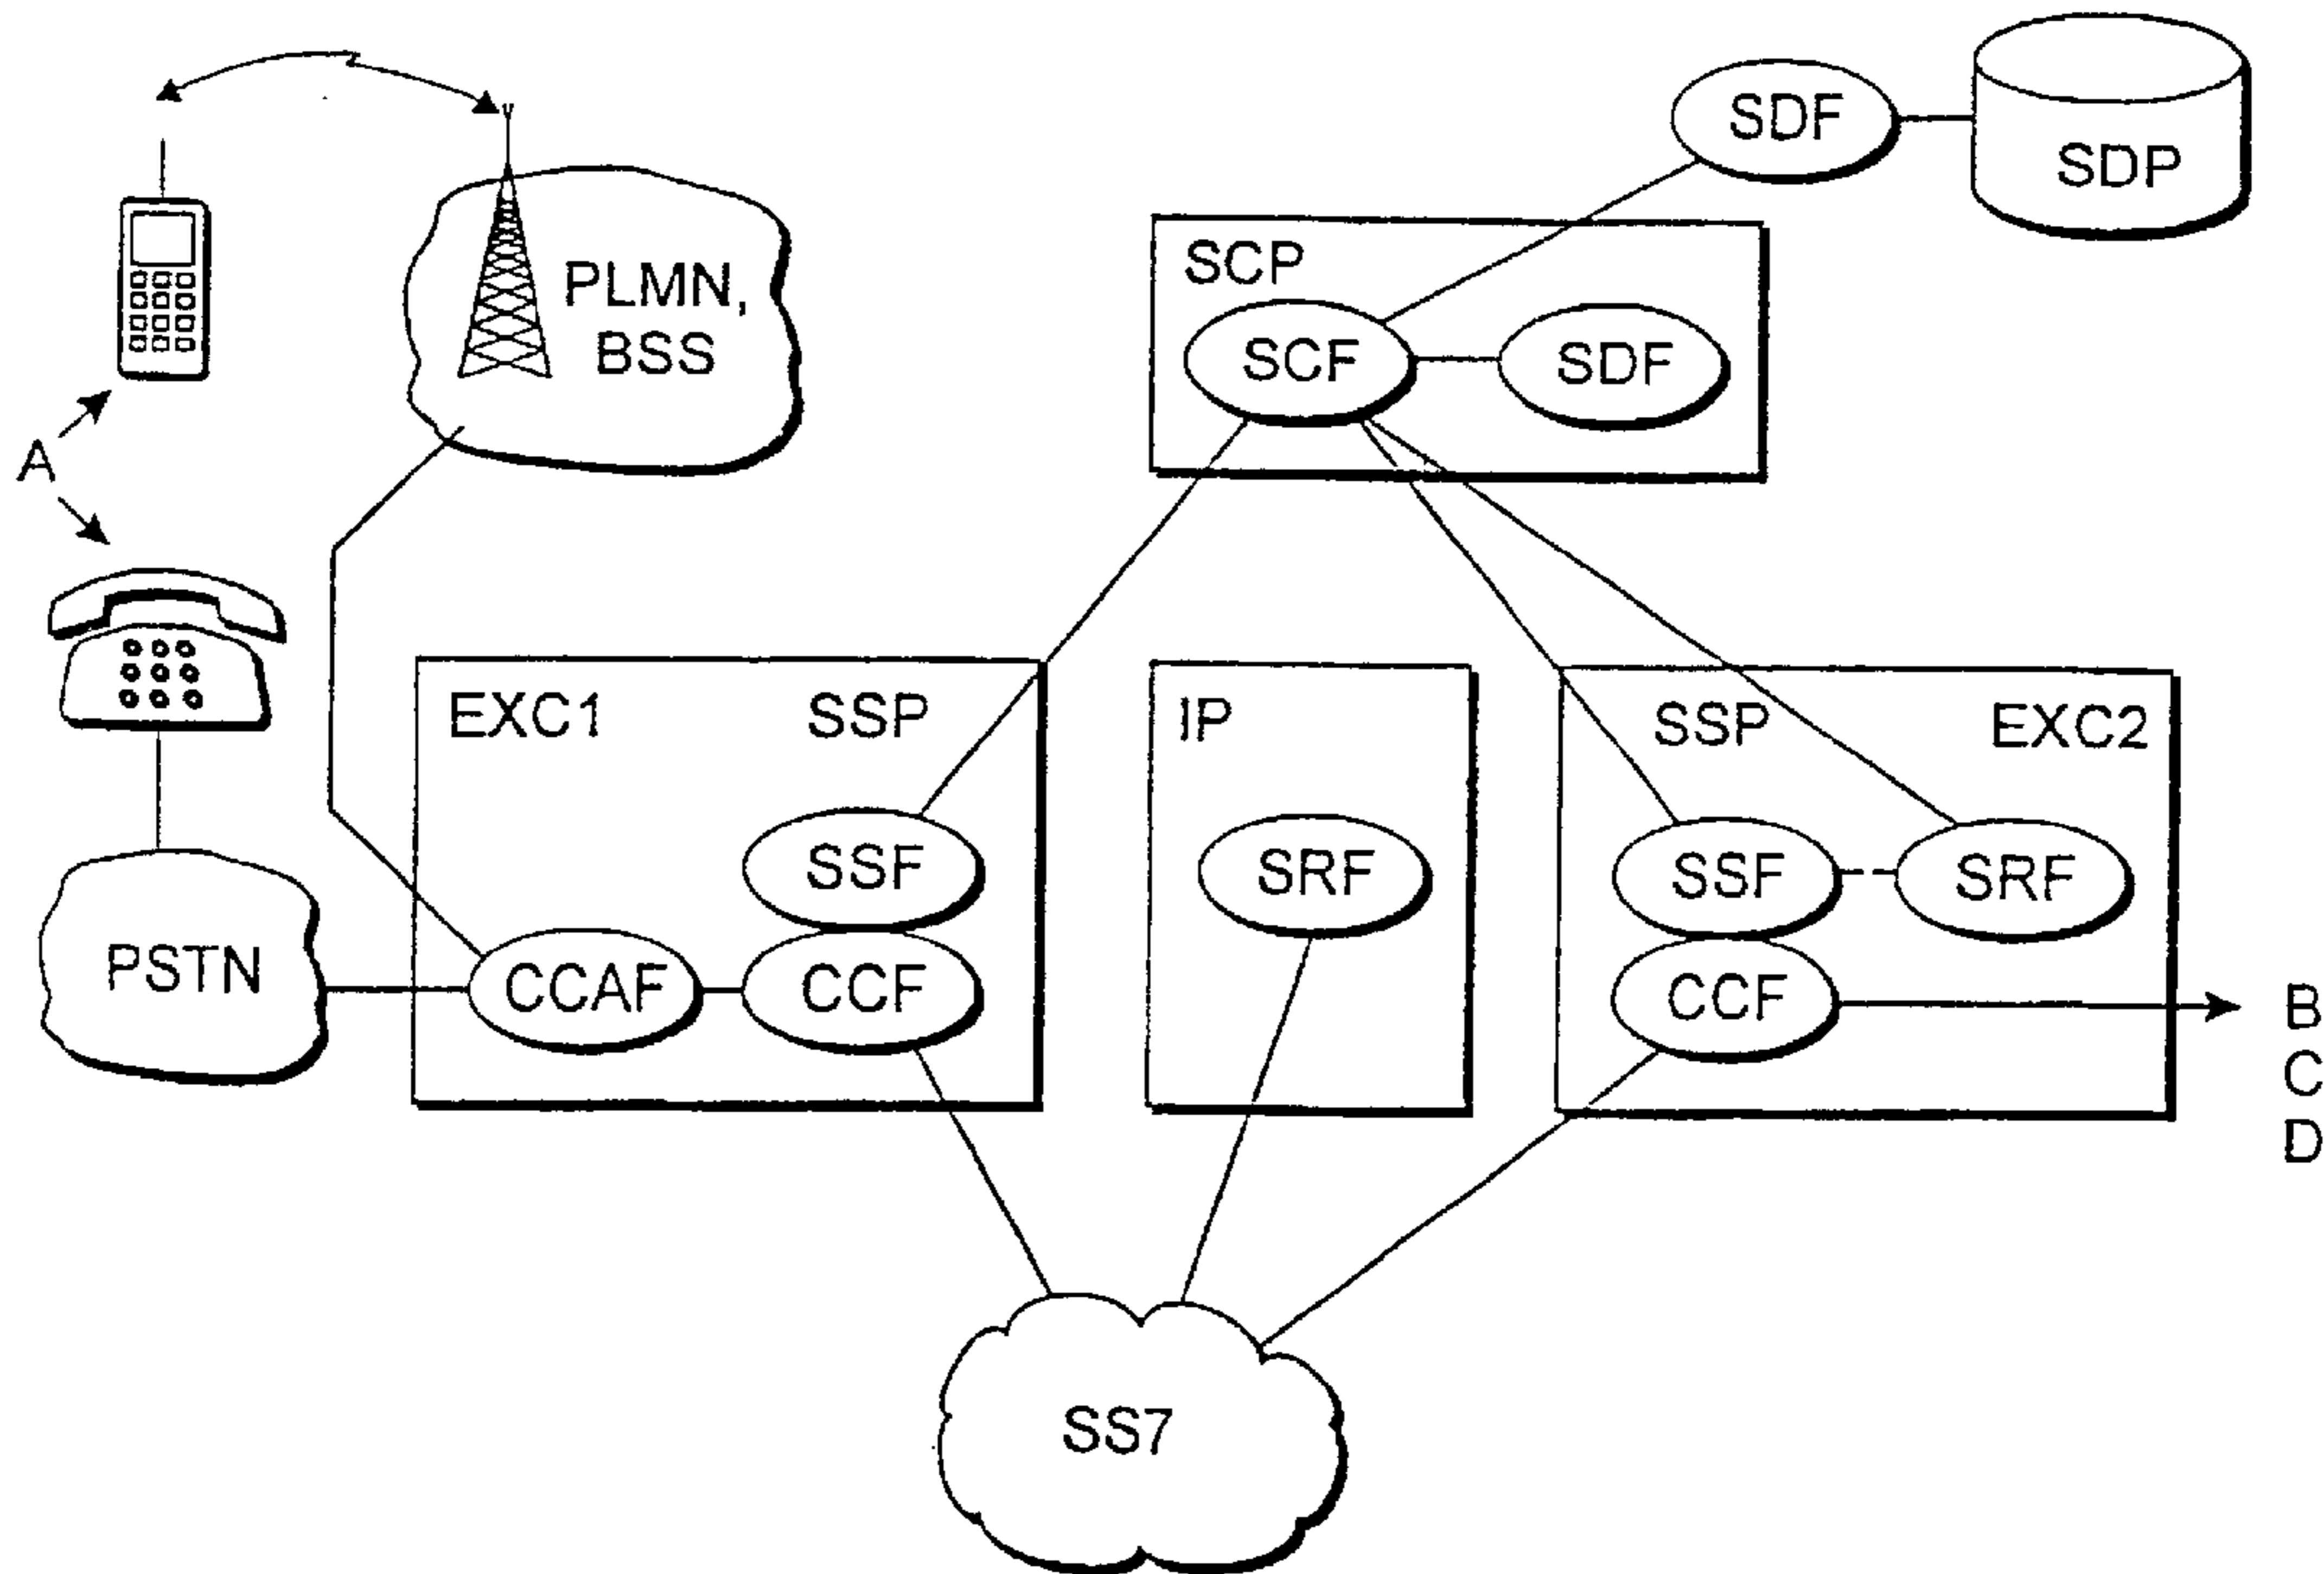 SDF
SDP
PLMN,
BSS
SCP
SCF
SDF
A
EXC1
SSP
IP
SSP
EXC2
SSF
SRF
SSF
SRF
PSTN
CCAF
CCF
CCF
B
C
D
SS7